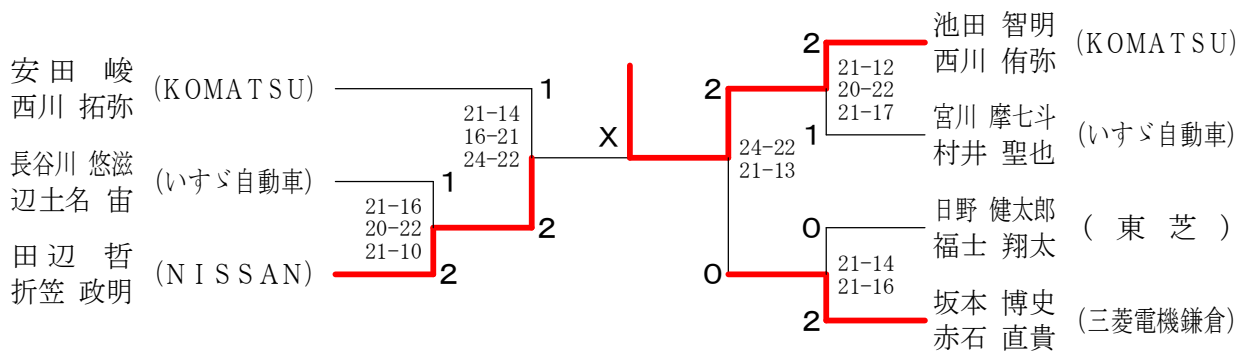 安田 峻
西川 拓弥
(KOMATSU)
長谷川 悠滋
辺土名 宙
(いすゞ自動車)
田辺 哲
折笠 政明
(NISSAN)
1
21-14
16-21
24-22
1
21-16
20-22
21-10
2
2
X
2
24-22
21-13
0
2
21-12
20-22
21-17
1
0
21-14
21-16
2
池田 智明
西川 侑弥
(KOMATSU)
宮川 摩七斗
村井 聖也
(いすゞ自動車)
日野 健太郎
福士 翔太
(東芝)
坂本 博史
赤石 直貴
(三菱電機鎌倉)